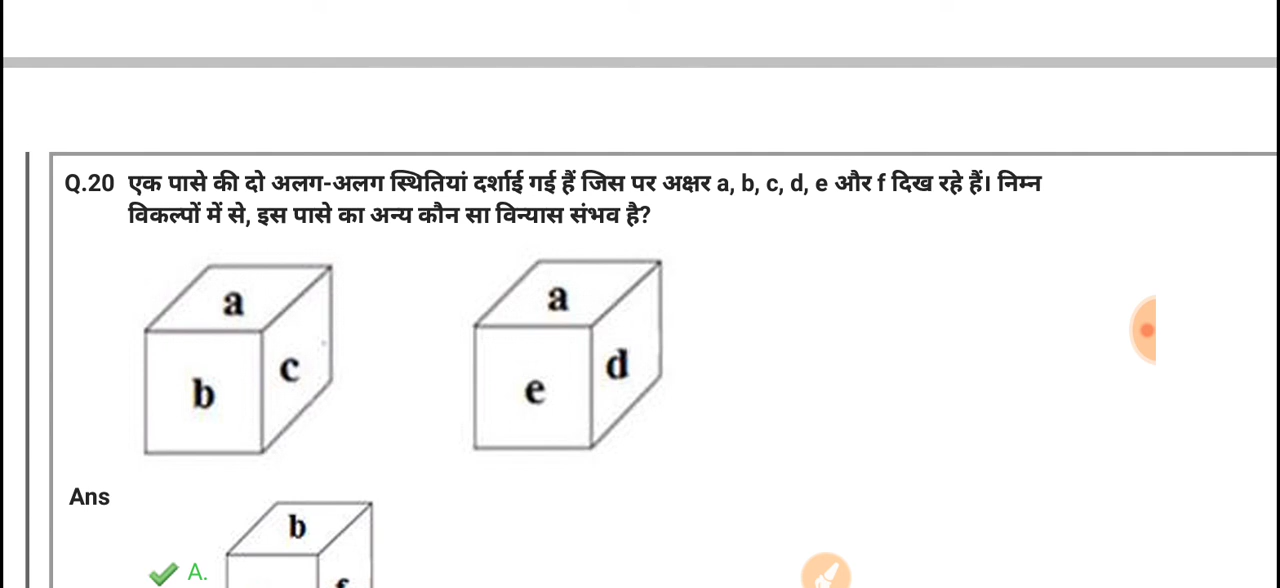 Q.20 एक पासे की दो अलग-अलग स्थितियां दर्शाई गई हैं जिस पर अक्षर a, b, c, d, e और f दिख रहे हैं। निम्न
विकल्पों में से, इस पासे का अन्य कौन सा विन्यास संभव है?
a
b
c
a
e
d
Ans
b
A.